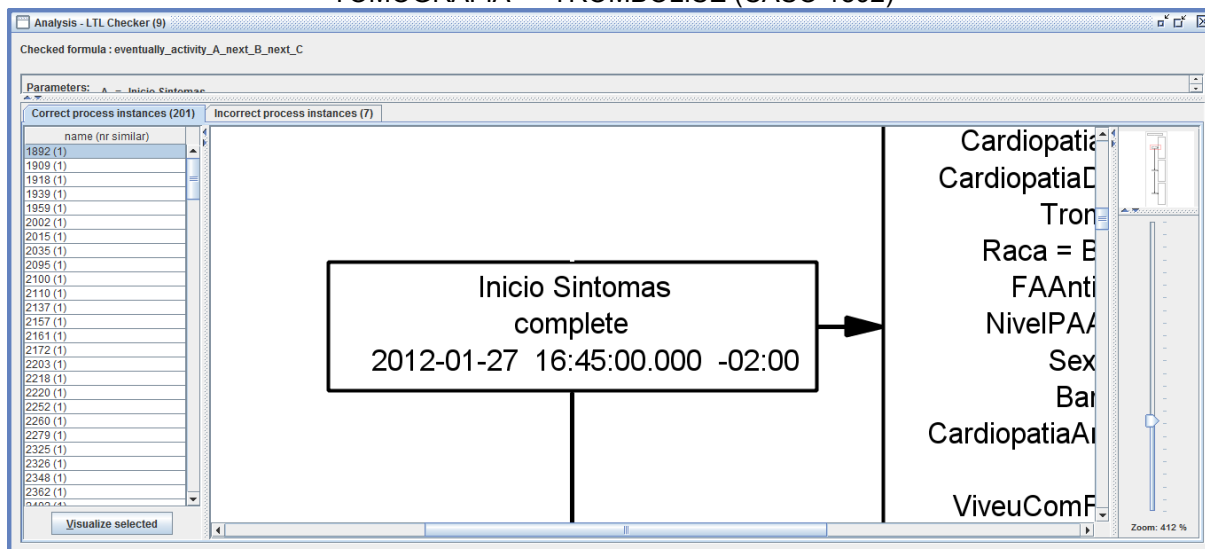 Analysis - LTL Checker (9)
Checked formula : eventually_activity_A_next_B_next_C
Parameters: A = Inicio Sintomas
Correct process instances (201)
Incorrect process instances (7)
name (nr similar)
1892 (1)
1909 (1)
1918 (1)
1939 (1)
1959 (1)
2002 (1)
2015 (1)
2035 (1)
2095 (1)
2100 (1)
2110 (1)
2137 (1)
2157 (1)
2161 (1)
2172 (1)
2203 (1)
2218 (1)
2220 (1)
2252 (1)
2260 (1)
2279 (1)
2325 (1)
2326 (1)
2348 (1)
2362 (1)
Visualize selected
Inicio Sintomas
complete
2012-01-27 16:45:00.000 -02:00
Cardiopatia
CardiopatiaD
Trom
Raca = B
FAAnti
NivelPAA
Sex
Bar
CardiopatiaAr
ViveuComF
Zoom: 412 %